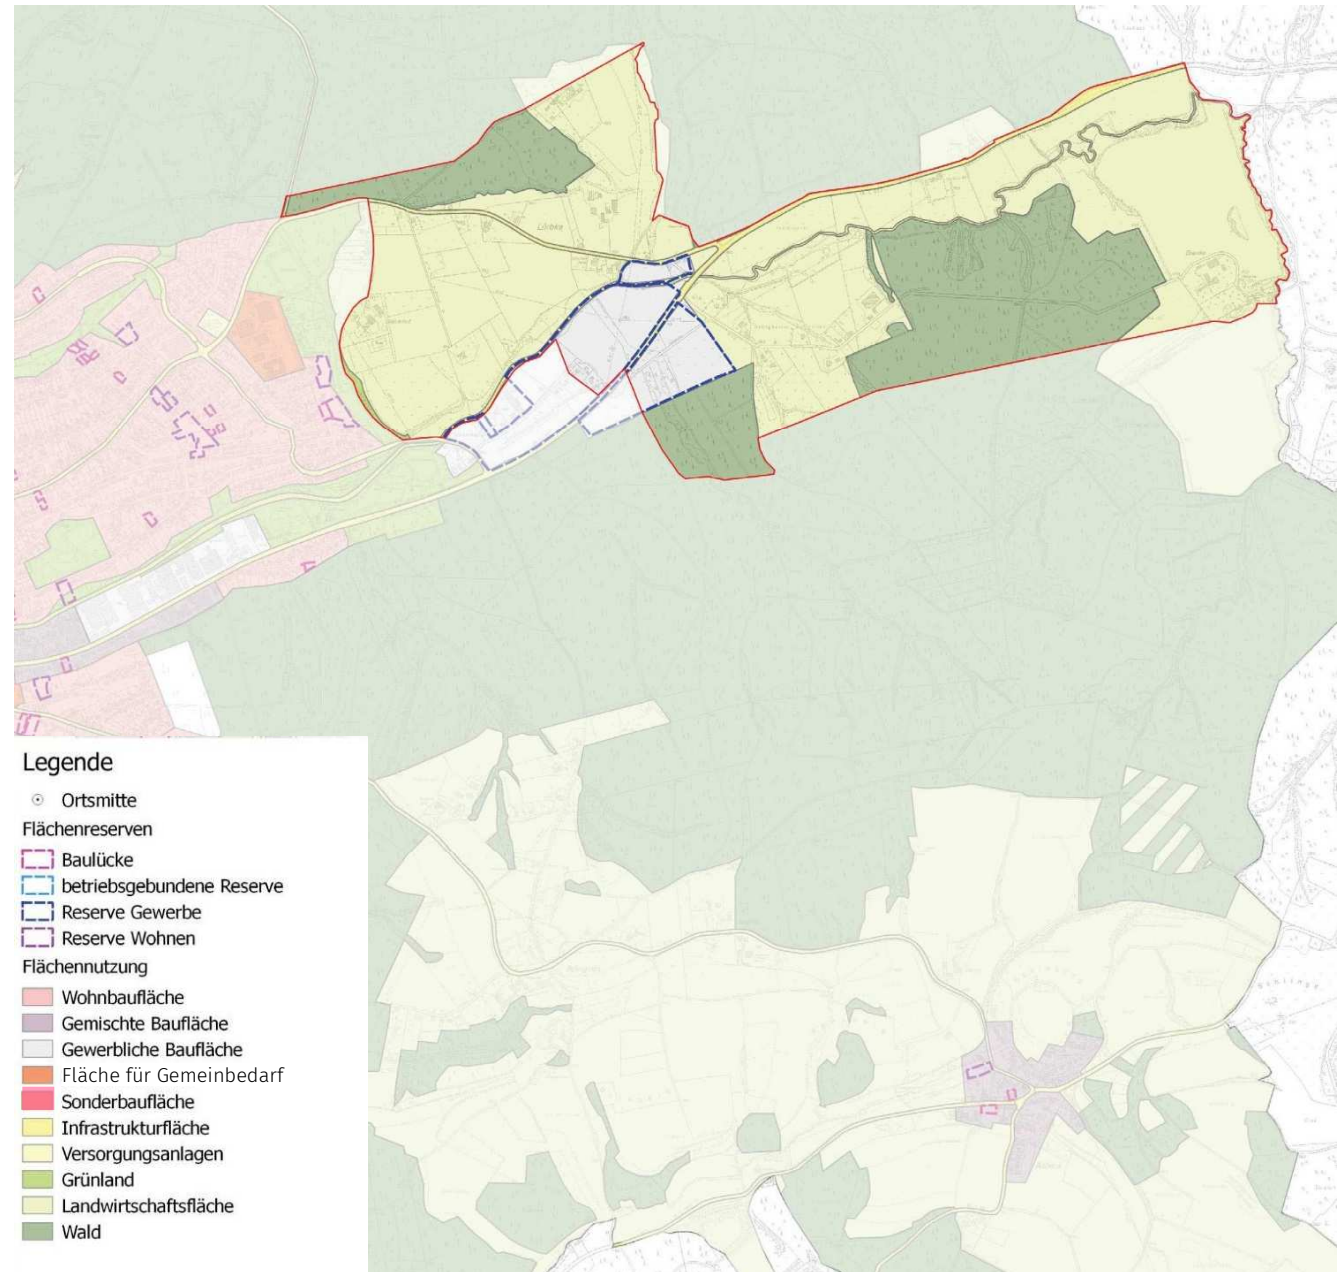 Lürbke
Legende
Ortsmitte
Flächenreserven
Baulücke
betriebsgebundene Reserve
Reserve Gewerbe
Reserve Wohnen
Flächennutzung
Wohnbaufläche
Gemischte Baufläche
Gewerbliche Baufläche
Fläche für Gemeinbedarf
Sonderbaufläche
Infrastrukturfläche
Versorgungsanlagen
Grünland
Landwirtschaftsfläche
Wald